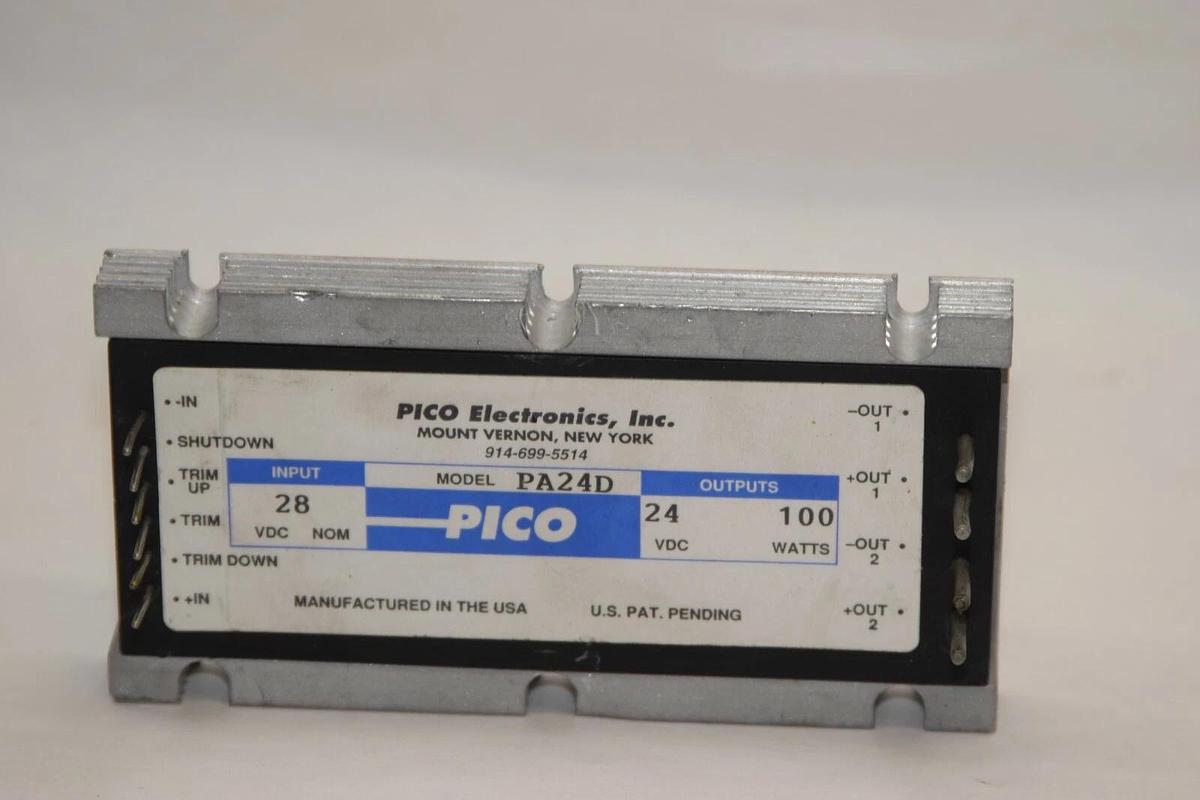 PICO Electronics, Inc.
MOUNT VERNON, NEW YORK
914-699-5514
• -IN
• SHUTDOWN
• TRIM UP
• TRIM
• TRIM DOWN
• +IN
INPUT
28
VDC NOM
MODEL PA24D
PICO
OUTPUTS
24 100
VDC WATTS
MANUFACTURED IN THE USA U.S. PAT. PENDING
–OUT •
1
+OUT •
1
–OUT •
2
+OUT •
2